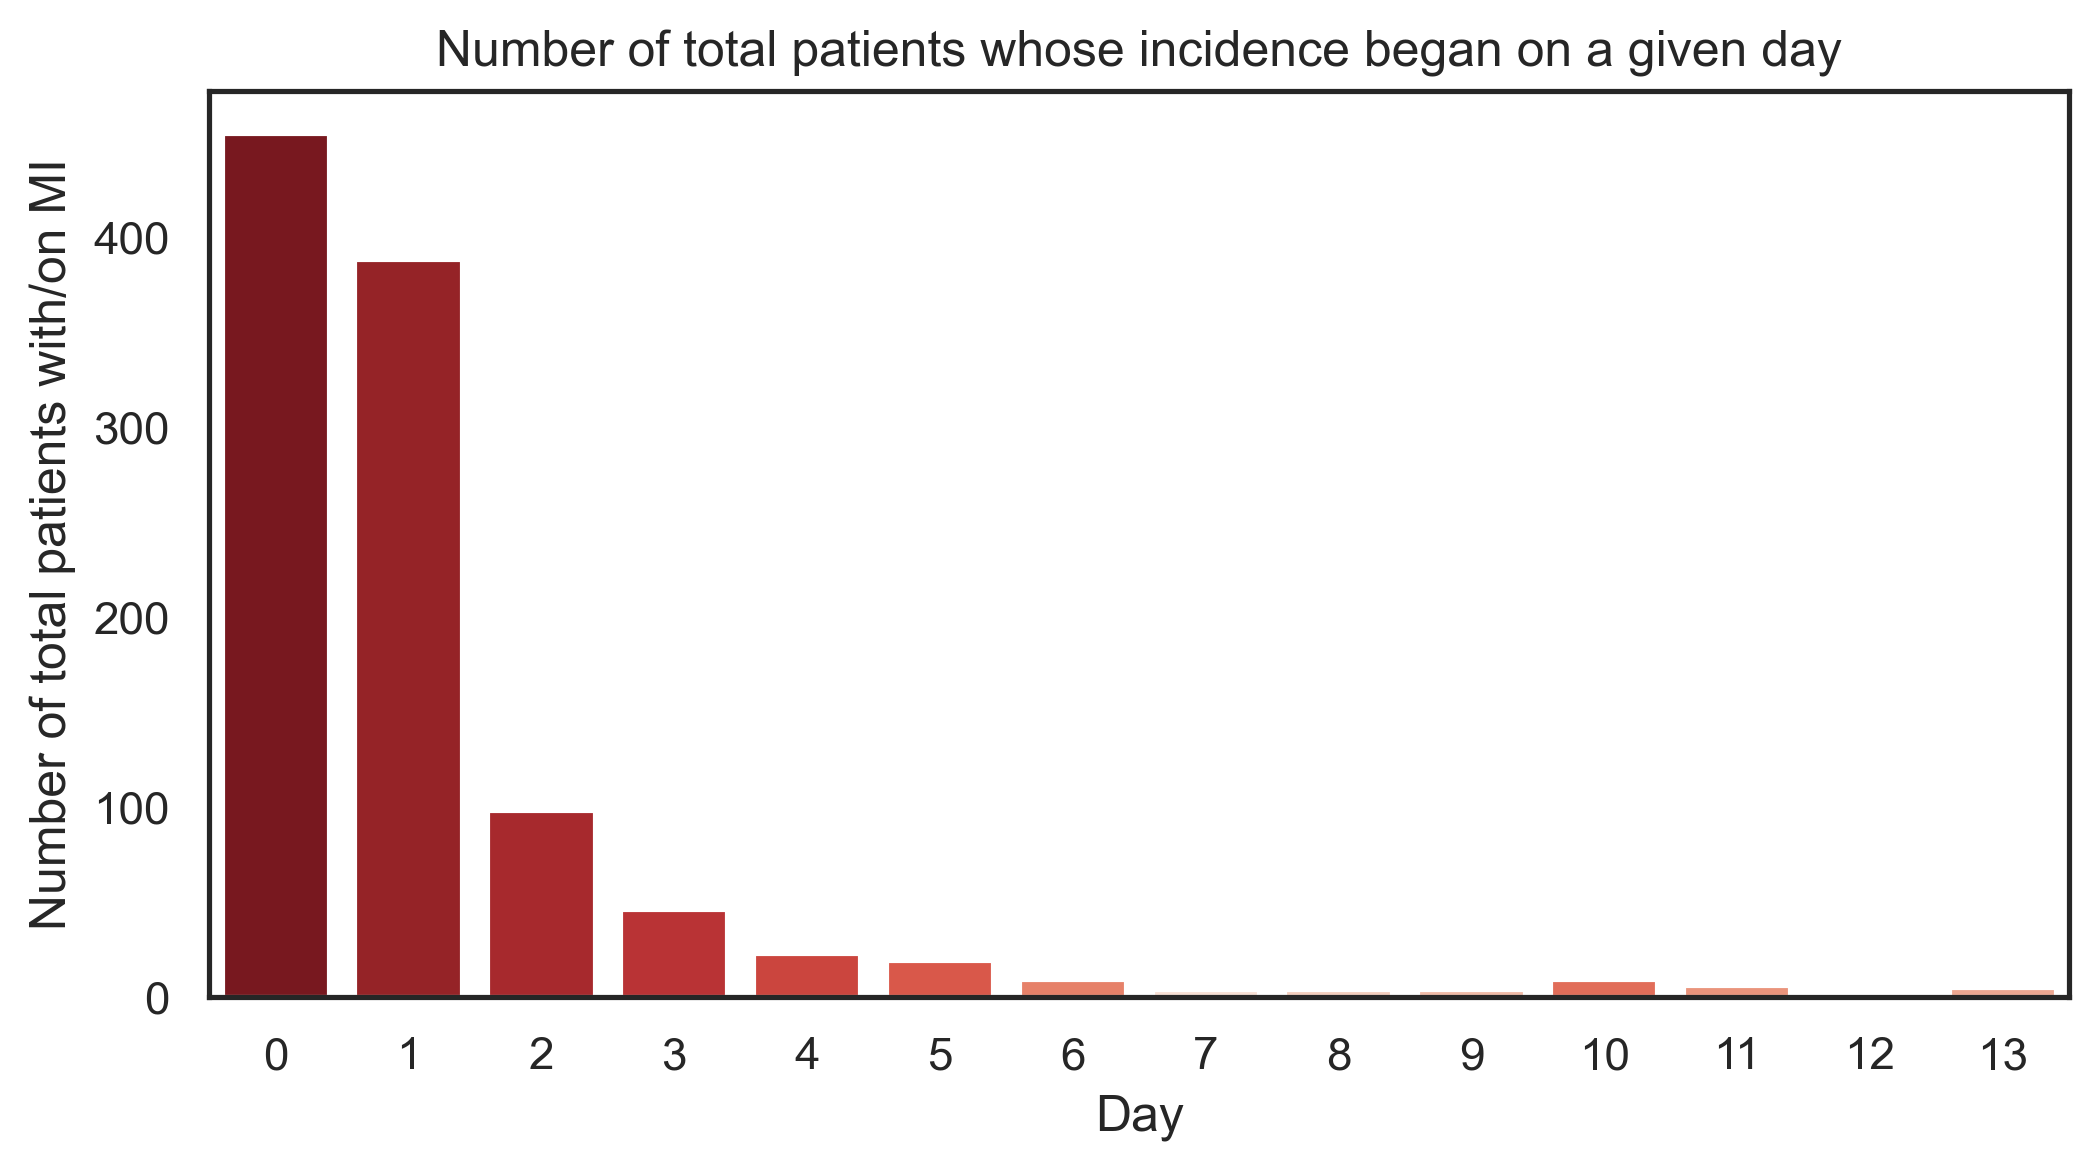 Number of total patients whose incidence began on a given day
Number of total patients with/on MI
400
300
200
100
0
0 1 2 3 4 5 6 7 8 9 10 11 12 13
Day